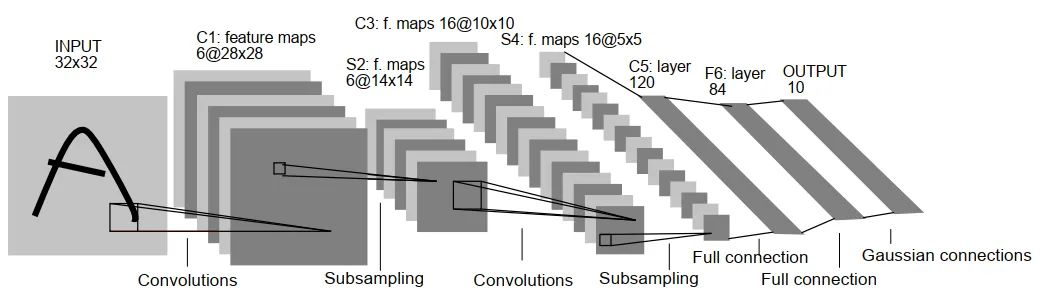 INPUT
32x32
C1: feature maps
6@28x28
S2: f. maps
6@14x14
C3: f. maps 16@10x10
S4: f. maps 16@5x5
C5: layer
120
F6: layer
84
OUTPUT
10
Convolutions
Subsampling
Convolutions
Subsampling
Full connection
Full connection
Gaussian connections